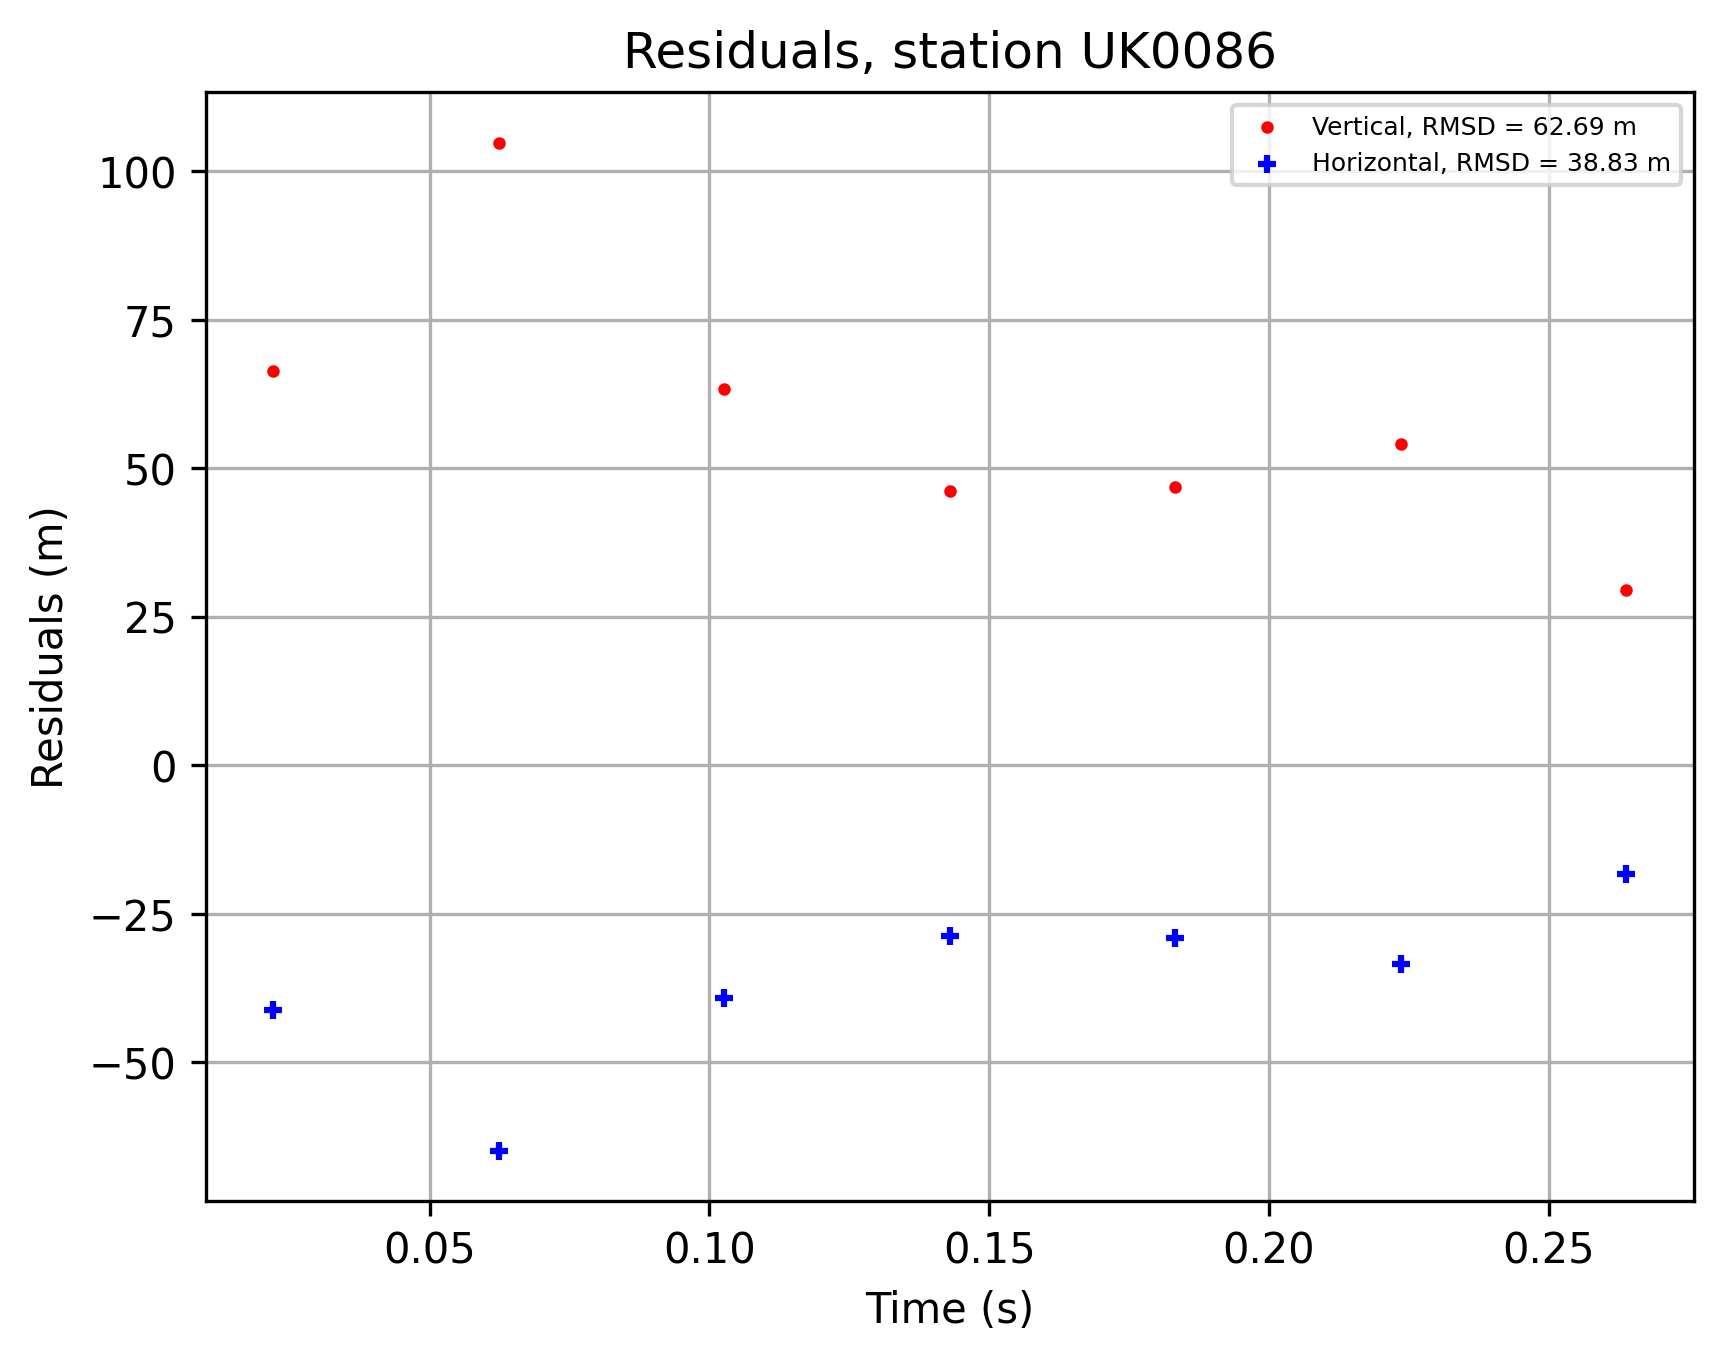 Residuals, station UK0086
Vertical, RMSD = 62.69 m
Horizontal, RMSD = 38.83 m
Residuals (m)
100
75
50
25
0
−25
−50
0.05 0.10 0.15 0.20 0.25
Time (s)